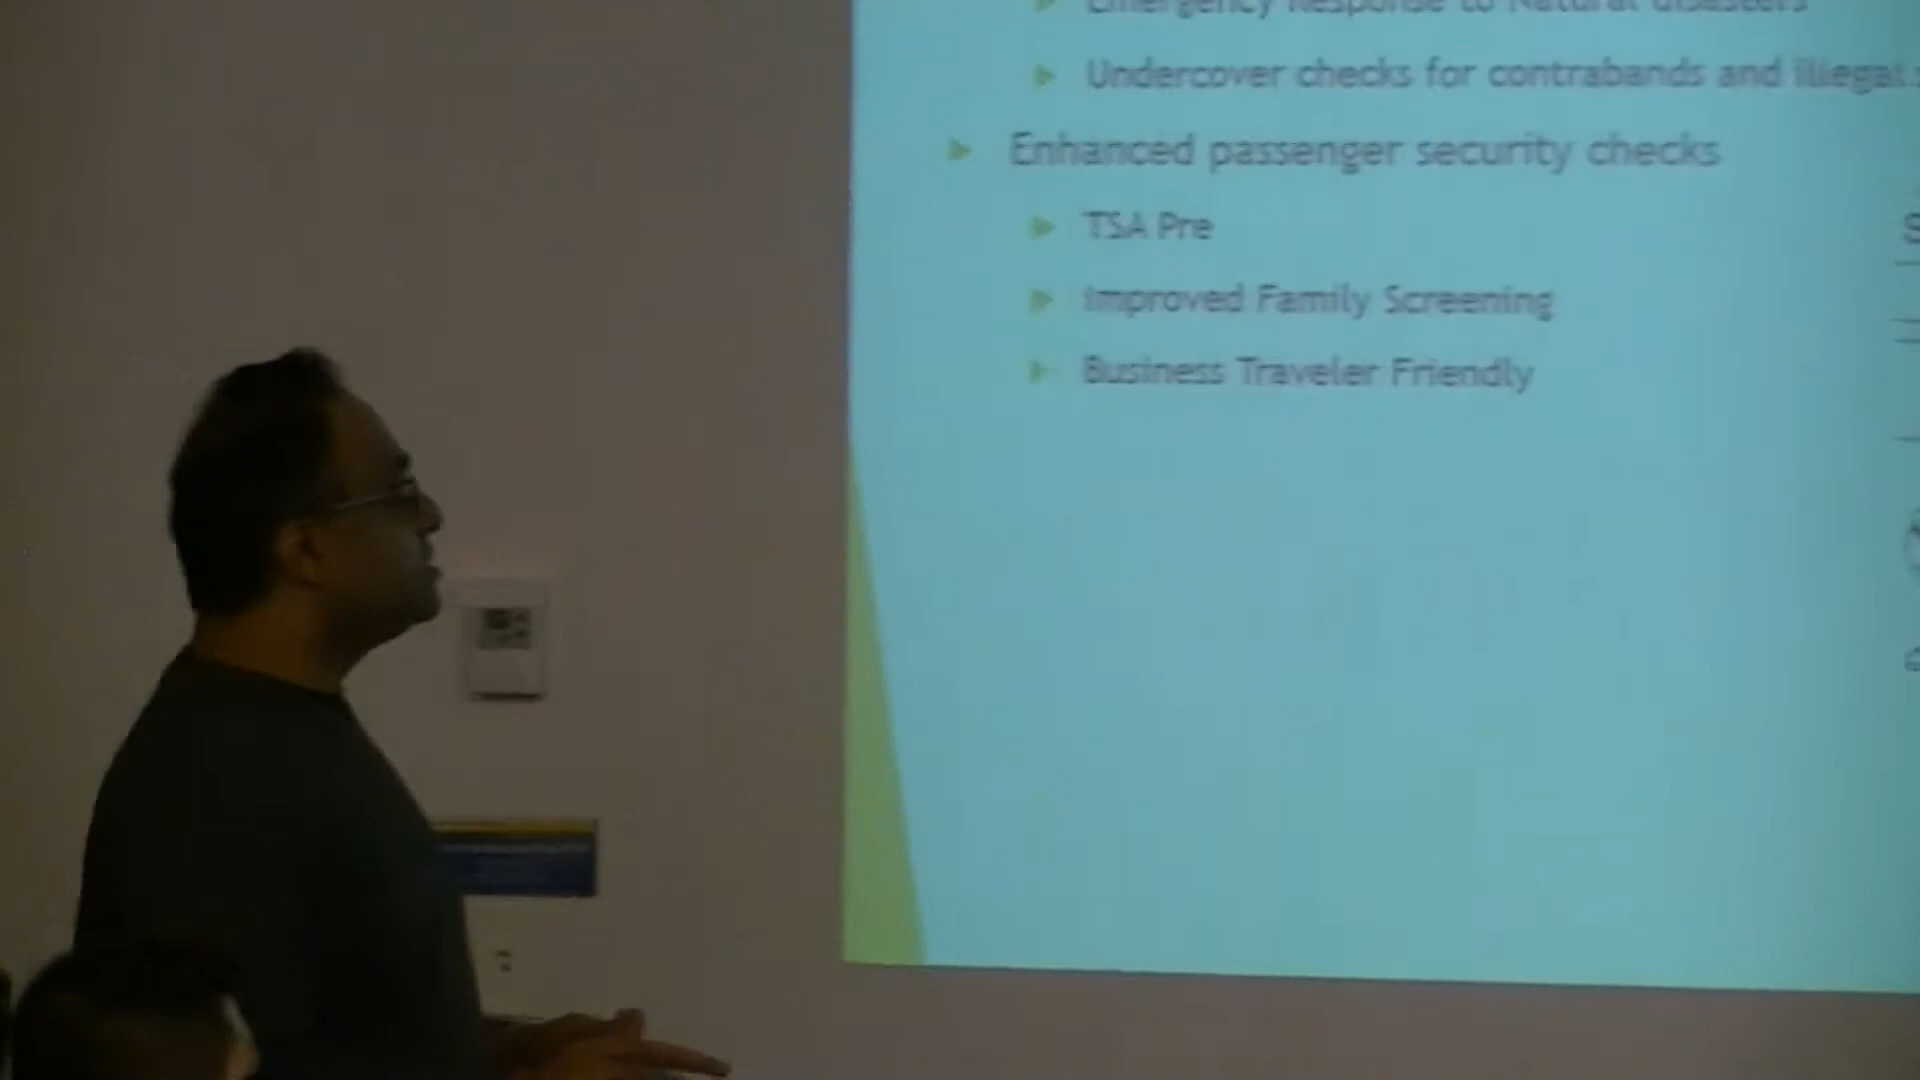 Emergency Response to Natural disasters
Undercover checks for contrabands and illegal
Enhanced passenger security checks
TSA Pre
Improved Family Screening
Business Traveler Friendly